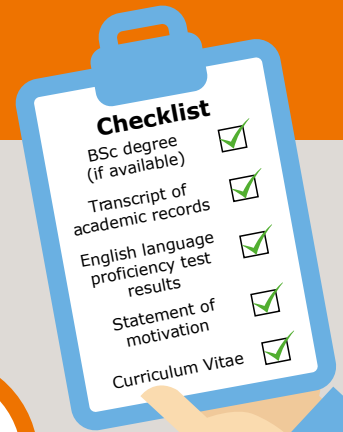 Checklist
BSc degree
(if available)
Transcript of
academic records
English language
proficiency test
results
Statement of
motivation
Curriculum Vitae